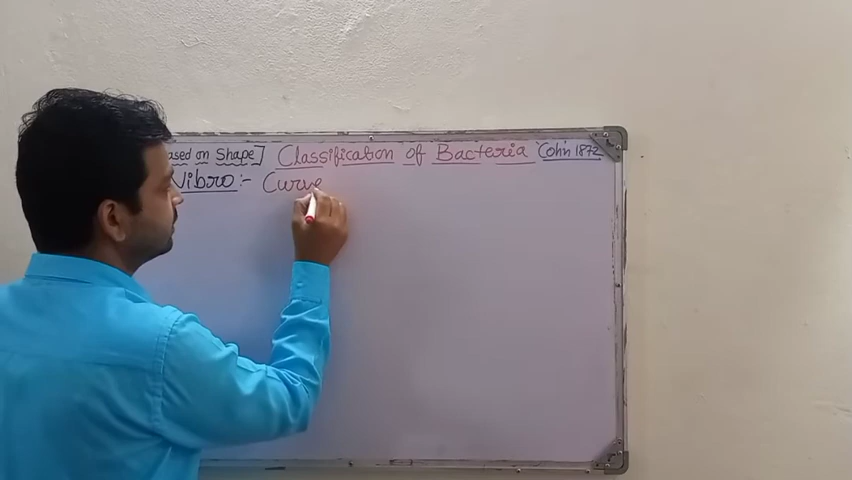 ased on Shape] Classification of Bacteria Cohn 1872
Vibro:- Curve